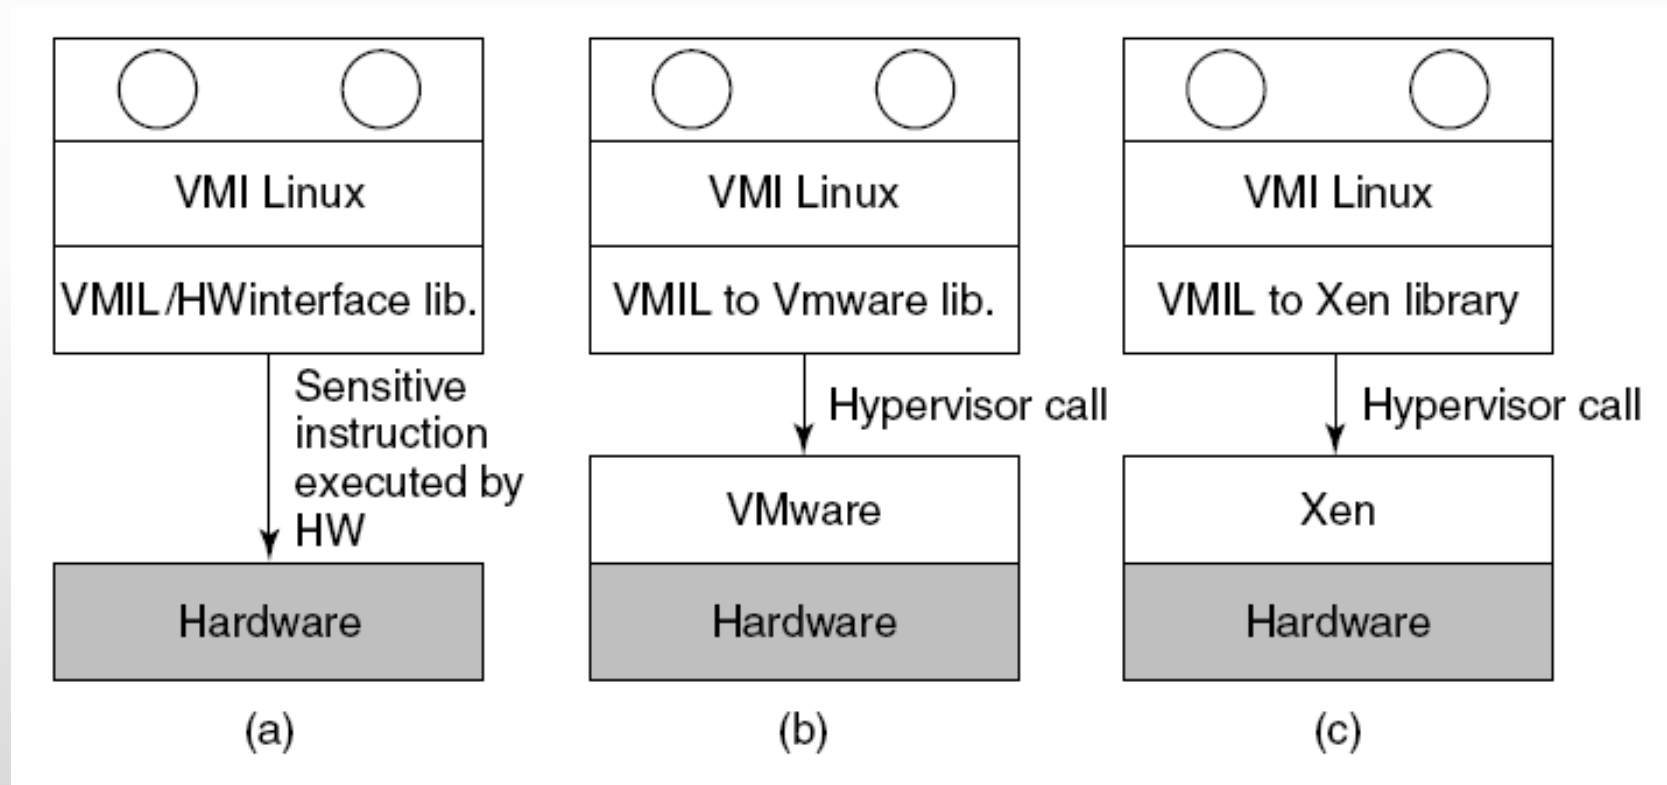 VMI Linux
VMIL/HWinterface lib.
Sensitive
instruction
executed by
HW
Hardware
(a)
VMI Linux
VMIL to Vmware lib.
Hypervisor call
VMware
Hardware
(b)
VMI Linux
VMIL to Xen library
Hypervisor call
Xen
Hardware
(c)